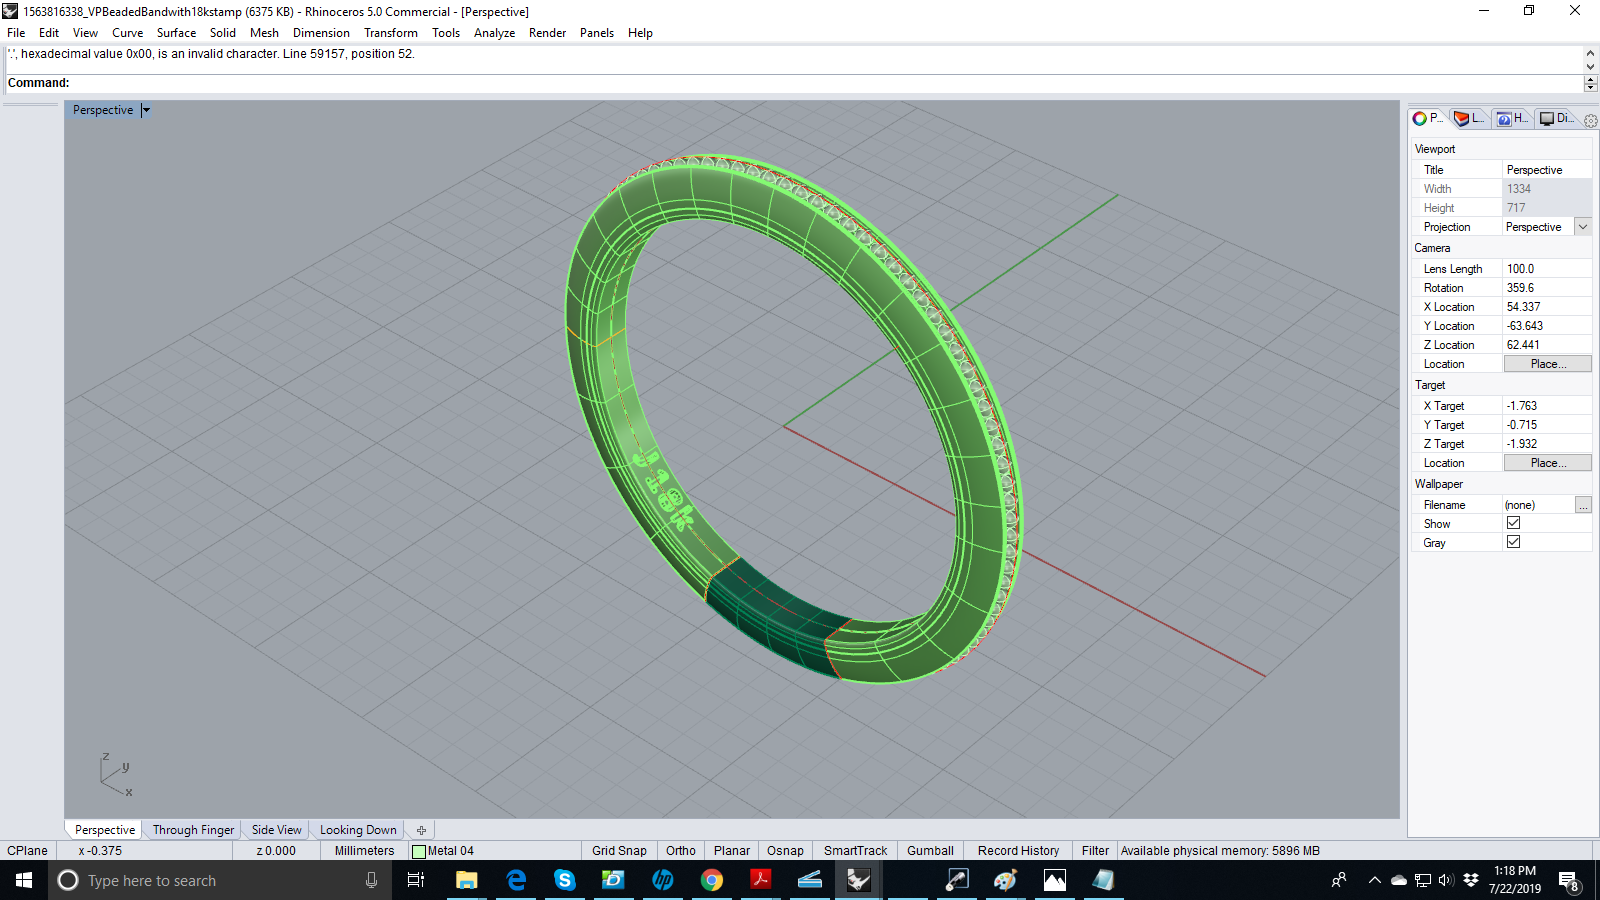 1563816338_VPBeadedBandwith18kstamp (6375 KB) - Rhinoceros 5.0 Commercial - [Perspective]
File Edit View Curve Surface Solid Mesh Dimension Transform Tools Analyze Render Panels Help
'.', hexadecimal value 0x00, is an invalid character. Line 59157, position 52.
Command:
Perspective
P... L... H... Di...
Viewport
Title Perspective
Width 1334
Height 717
Projection Perspective
Camera
Lens Length 100.0
Rotation 359.6
X Location 54.337
Y Location -63.643
Z Location 62.441
Location Place...
Target
X Target -1.763
Y Target -0.715
Z Target -1.932
Location Place...
Wallpaper
Filename (none) ...
Show
Gray
18K
z
y
x
Perspective Through Finger Side View Looking Down
CPlane x -0.375 z 0.000 Millimeters Metal 04 Grid Snap Ortho Planar Osnap SmartTrack Gumball Record History Filter Available physical memory: 5896 MB
Type here to search
1:18 PM
7/22/2019
8